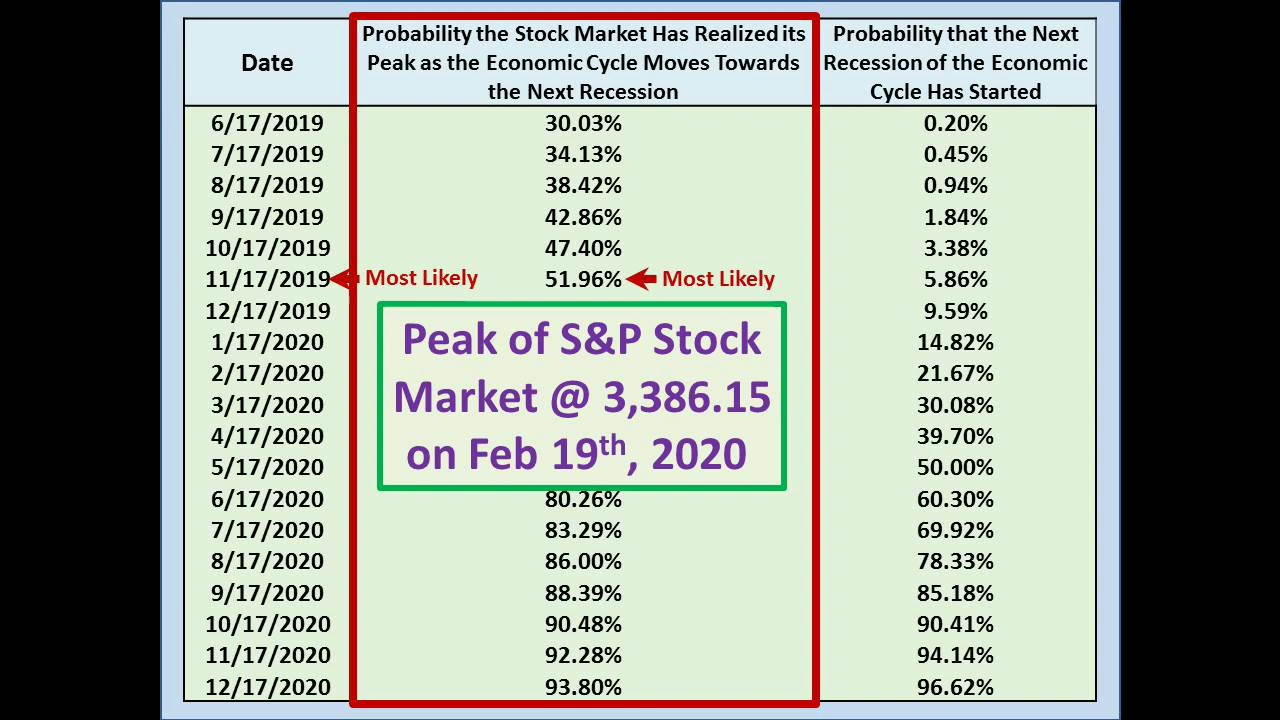 Date
Probability the Stock Market Has Realized its
Peak as the Economic Cycle Moves Towards
the Next Recession
Probability that the Next
Recession of the Economic
Cycle Has Started
6/17/2019 30.03% 0.20%
7/17/2019 34.13% 0.45%
8/17/2019 38.42% 0.94%
9/17/2019 42.86% 1.84%
10/17/2019 47.40% 3.38%
11/17/2019 Most Likely 51.96% Most Likely 5.86%
12/17/2019 9.59%
1/17/2020 14.82%
2/17/2020 21.67%
3/17/2020 30.08%
4/17/2020 39.70%
5/17/2020 50.00%
Peak of S&P Stock
Market @ 3,386.15
on Feb 19th, 2020
6/17/2020 80.26% 60.30%
7/17/2020 83.29% 69.92%
8/17/2020 86.00% 78.33%
9/17/2020 88.39% 85.18%
10/17/2020 90.48% 90.41%
11/17/2020 92.28% 94.14%
12/17/2020 93.80% 96.62%